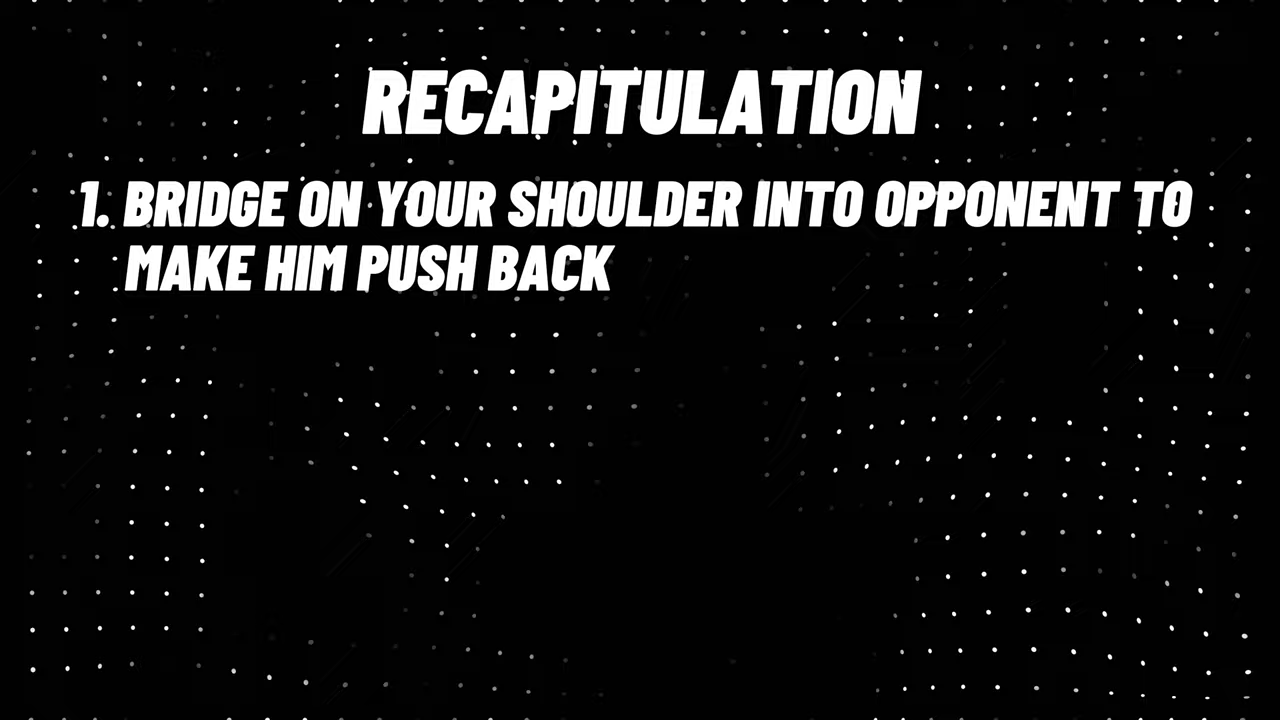 RECAPITULATION
1. BRIDGE ON YOUR SHOULDER INTO OPPONENT TO
MAKE HIM PUSH BACK